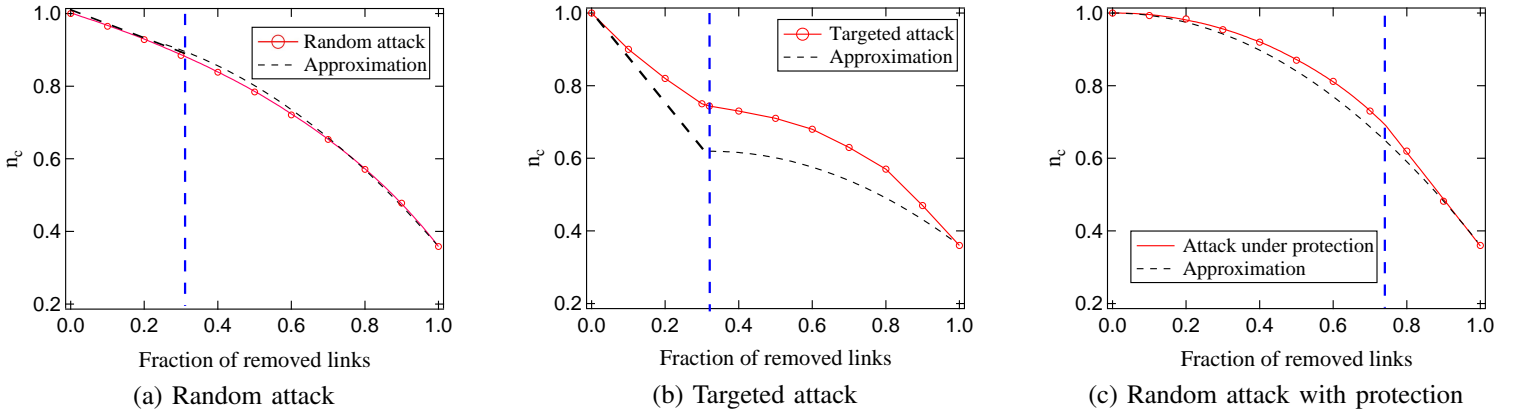 1.0
0.8
0.6
0.4
0.2
n_c
Random attack
Approximation
0.0 0.2 0.4 0.6 0.8 1.0
Fraction of removed links
(a) Random attack
1.0
0.8
0.6
0.4
0.2
n_c
Targeted attack
Approximation
0.0 0.2 0.4 0.6 0.8 1.0
Fraction of removed links
(b) Targeted attack
1.0
0.8
0.6
0.4
0.2
n_c
Attack under protection
Approximation
0.0 0.2 0.4 0.6 0.8 1.0
Fraction of removed links
(c) Random attack with protection